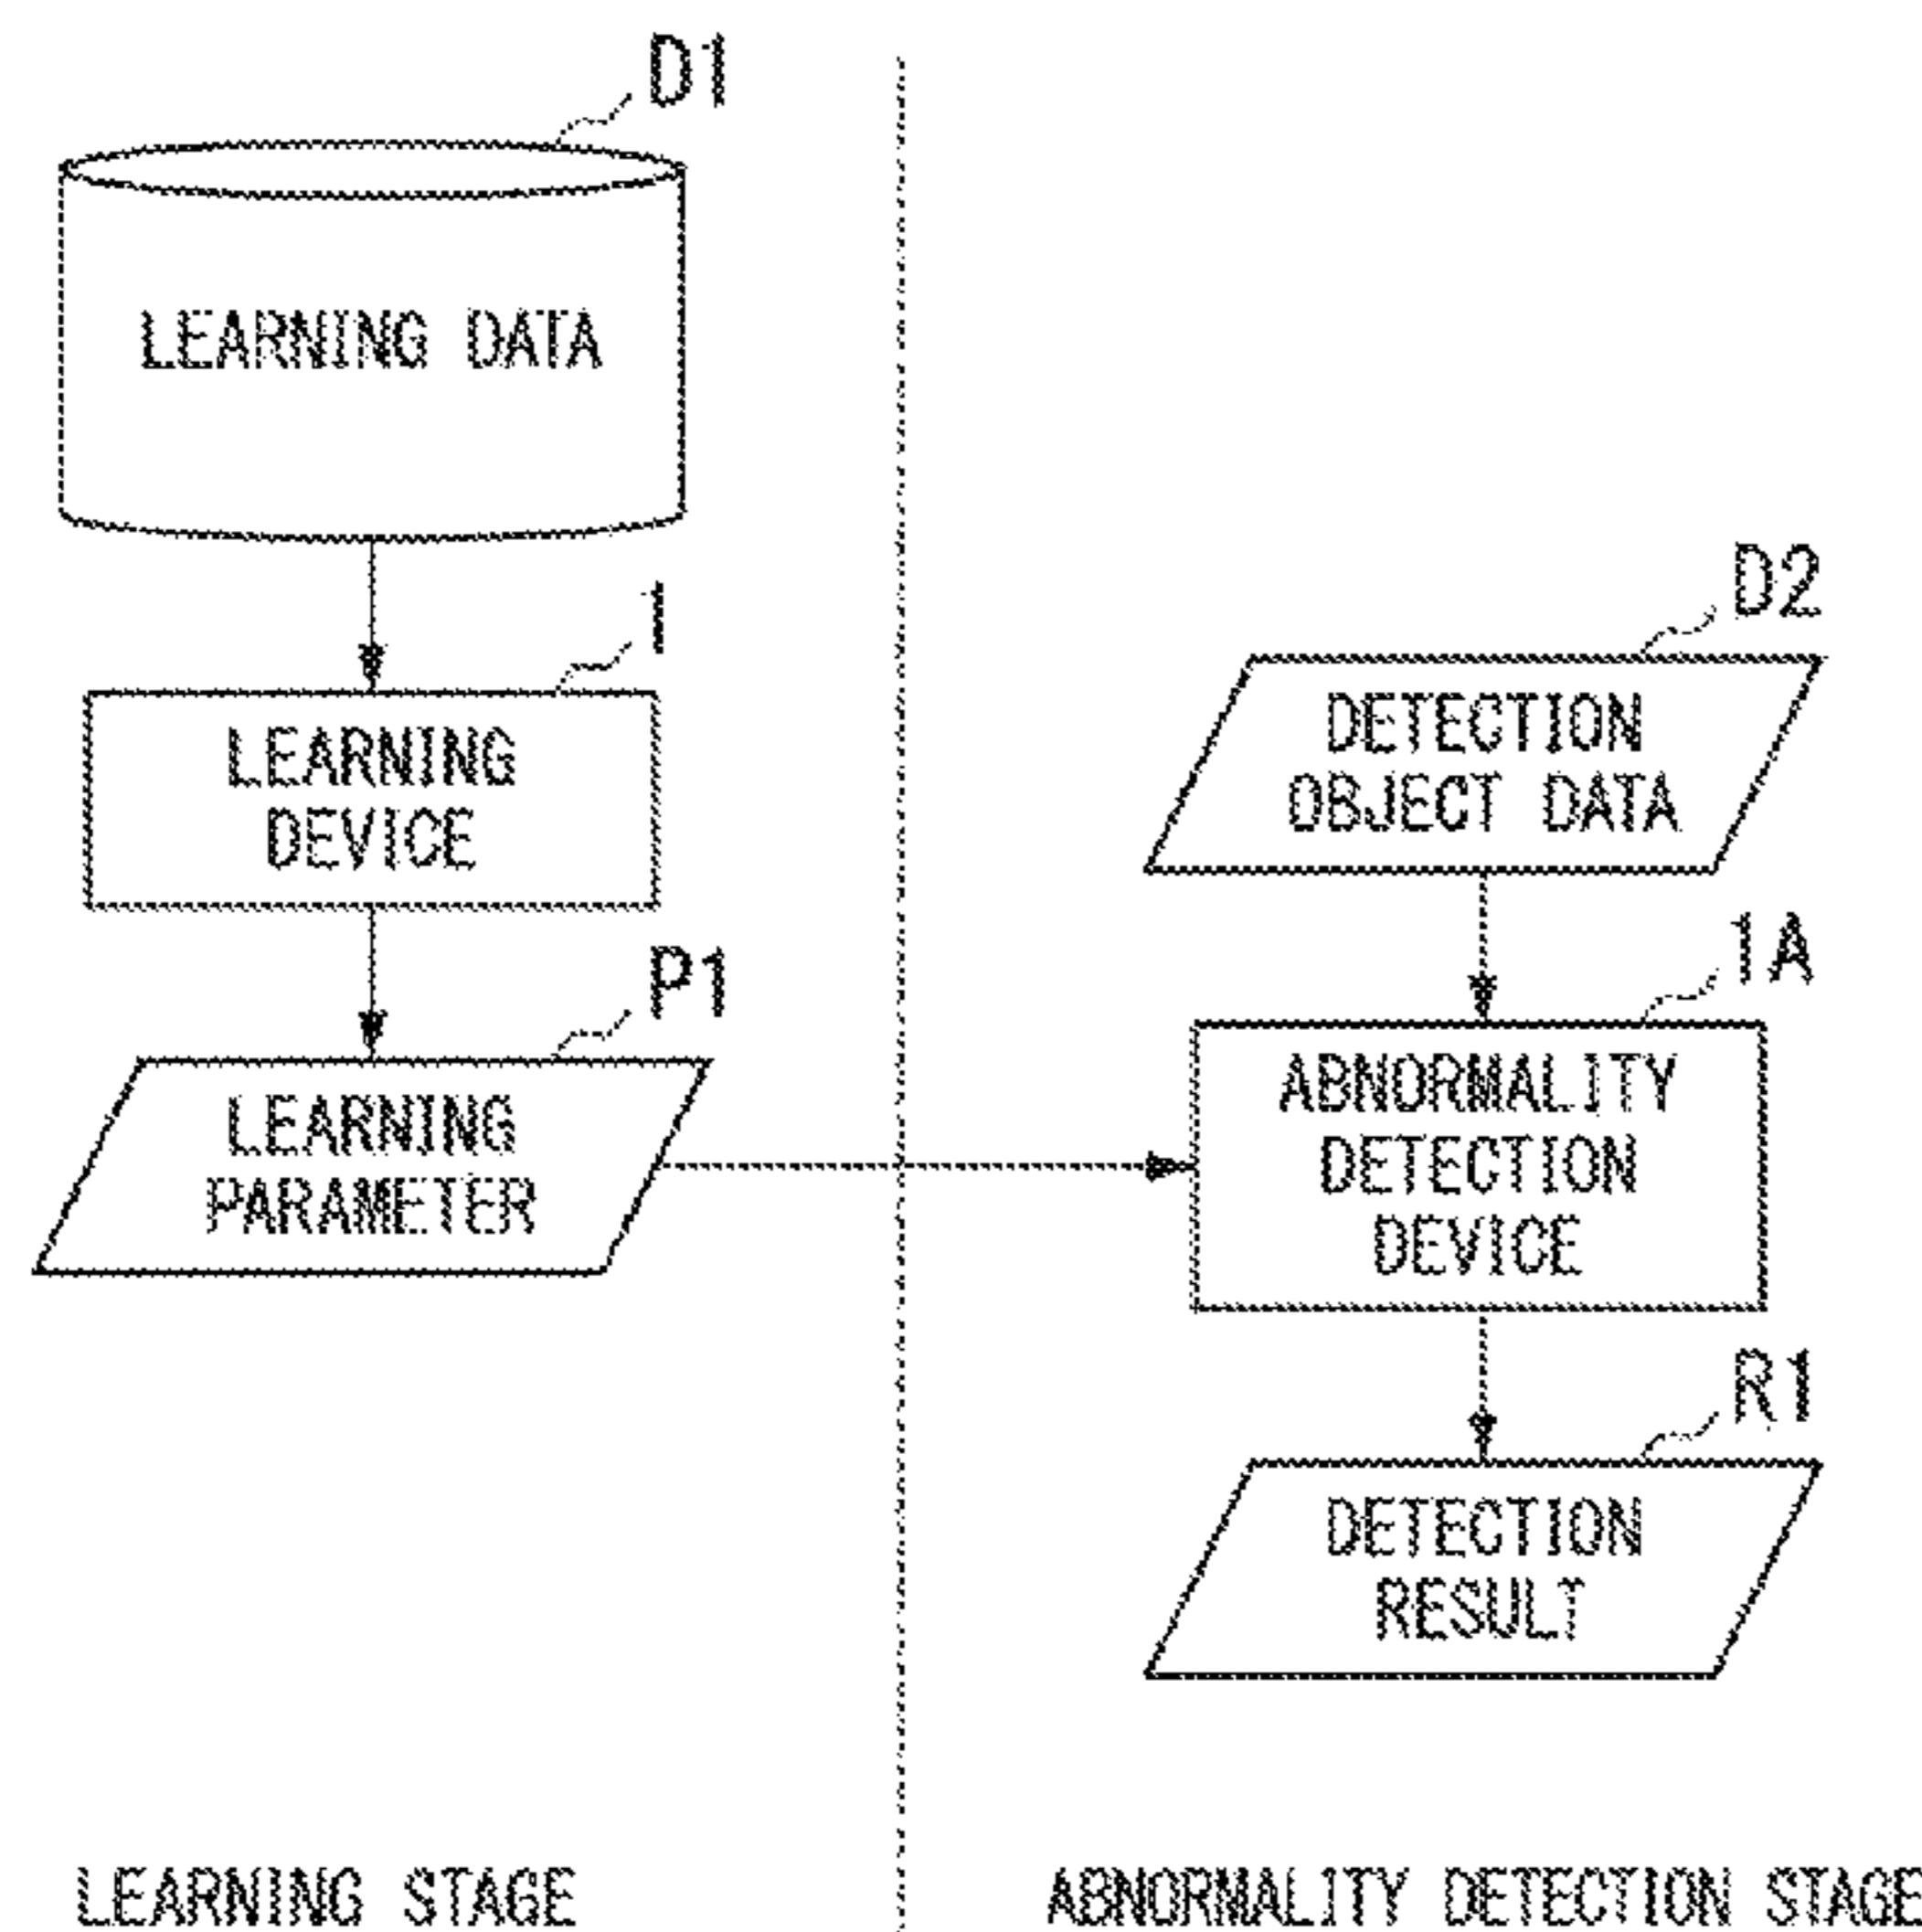 D1
LEARNING DATA
1
LEARNING
DEVICE
P1
LEARNING
PARAMETER
LEARNING STAGE
D2
DETECTION
OBJECT DATA
1A
ABNORMALITY
DETECTION
DEVICE
R1
DETECTION
RESULT
ABNORMALITY DETECTION STAGE